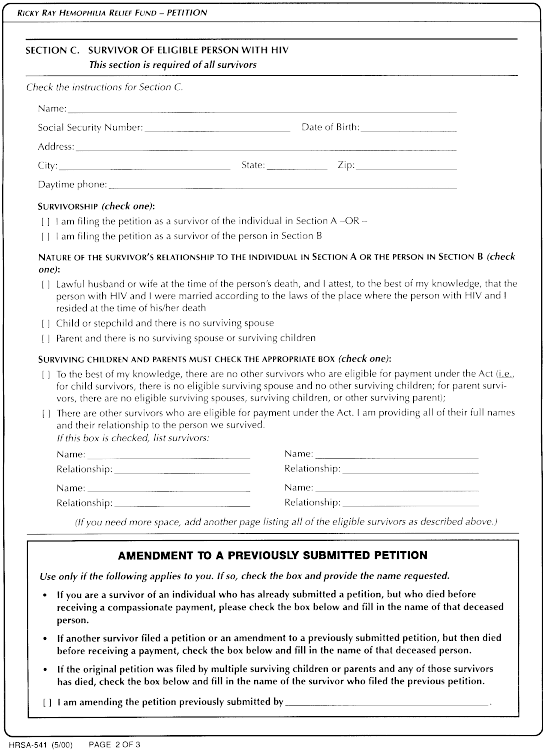 RICKY RAY HEMOPHILIA RELIEF FUND – PETITION
SECTION C. SURVIVOR OF ELIGIBLE PERSON WITH HIV
This section is required of all survivors
Check the instructions for Section C.
Name:
Social Security Number: Date of Birth:
Address:
City: State: Zip:
Daytime phone:
SURVIVORSHIP (check one):
[ ] I am filing the petition as a survivor of the individual in Section A –OR –
[ ] I am filing the petition as a survivor of the person in Section B
NATURE OF THE SURVIVOR'S RELATIONSHIP TO THE INDIVIDUAL IN SECTION A OR THE PERSON IN SECTION B (check
one):
[ ] Lawful husband or wife at the time of the person's death, and I attest, to the best of my knowledge, that the
person with HIV and I were married according to the laws of the place where the person with HIV and I
resided at the time of his/her death
[ ] Child or stepchild and there is no surviving spouse
[ ] Parent and there is no surviving spouse or surviving children
SURVIVING CHILDREN AND PARENTS MUST CHECK THE APPROPRIATE BOX (check one):
[ ] To the best of my knowledge, there are no other survivors who are eligible for payment under the Act (i.e.,
for child survivors, there is no eligible surviving spouse and no other surviving children; for parent survi-
vors, there are no eligible surviving spouses, surviving children, or other surviving parent);
[ ] There are other survivors who are eligible for payment under the Act. I am providing all of their full names
and their relationship to the person we survived.
If this box is checked, list survivors:
Name: Name:
Relationship: Relationship:
Name: Name:
Relationship: Relationship:
(If you need more space, add another page listing all of the eligible survivors as described above.)
AMENDMENT TO A PREVIOUSLY SUBMITTED PETITION
Use only if the following applies to you. If so, check the box and provide the name requested.
• If you are a survivor of an individual who has already submitted a petition, but who died before
receiving a compassionate payment, please check the box below and fill in the name of that deceased
person.
• If another survivor filed a petition or an amendment to a previously submitted petition, but then died
before receiving a payment, check the box below and fill in the name of that deceased person.
• If the original petition was filed by multiple surviving children or parents and any of those survivors
has died, check the box below and fill in the name of the survivor who filed the previous petition.
[ ] I am amending the petition previously submitted by .
HRSA-541 (5/00) PAGE 2 OF 3